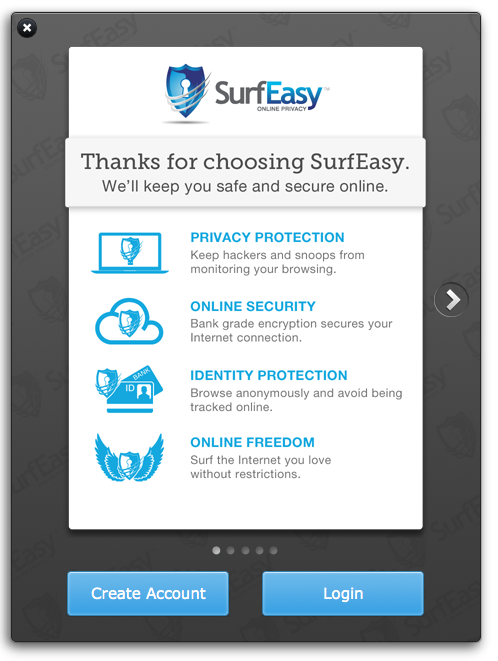 SurfEasy™
ONLINE PRIVACY
Thanks for choosing SurfEasy.
We'll keep you safe and secure online.
PRIVACY PROTECTION
Keep hackers and snoops from
monitoring your browsing.
ONLINE SECURITY
Bank grade encryption secures your
Internet connection.
BANK
ID
IDENTITY PROTECTION
Browse anonymously and avoid being
tracked online.
ONLINE FREEDOM
Surf the Internet you love
without restrictions.
Create Account
Login